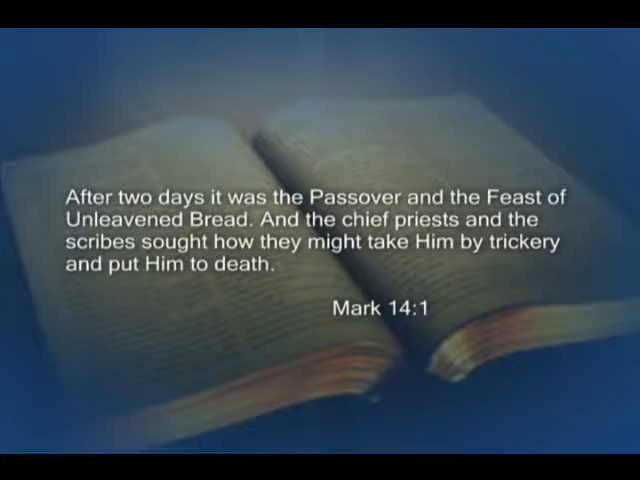 After two days it was the Passover and the Feast of
Unleavened Bread. And the chief priests and the
scribes sought how they might take Him by trickery
and put Him to death.
Mark 14:1